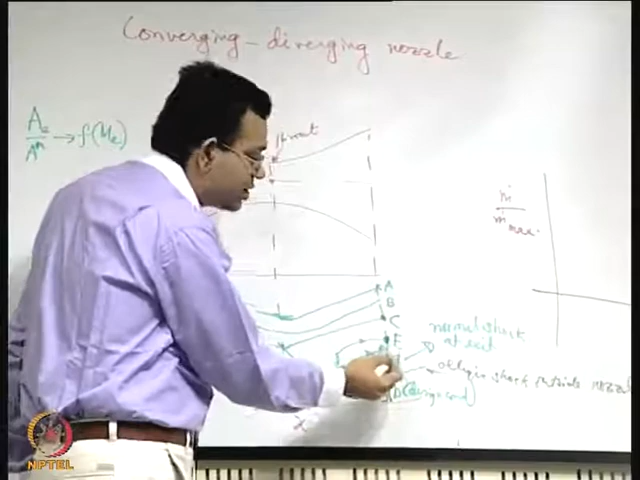 Converging - diverging nozzle
Ae/A* → f(Me)
throat
ṁ/ṁmax
A
B
C
normal shock
at exit
E
oblique shock outside nozzle
D (design cond)
x
NPTEL